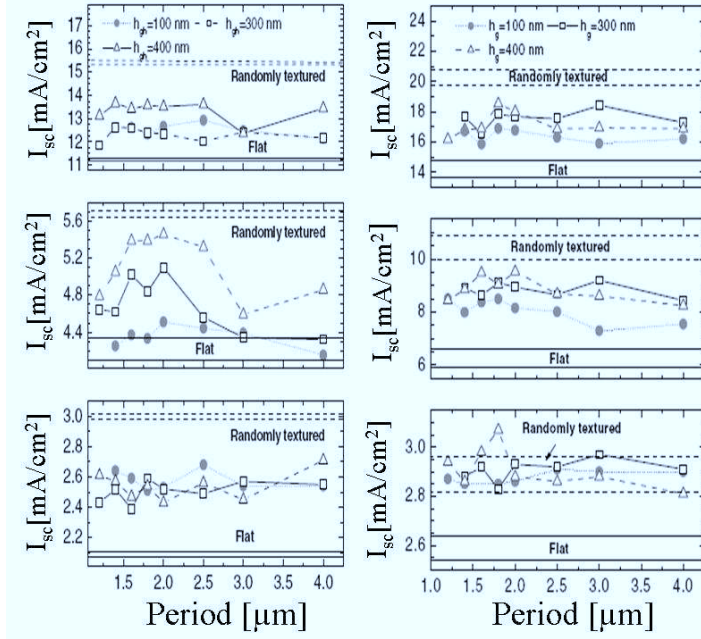 h_g=100 nm h_g=300 nm
h_g=400 nm
Randomly textured
Flat
I_sc [mA/cm²]
17
16
15
14
13
12
11
h_g=100 nm h_g=300 nm
h_g=400 nm
Randomly textured
Flat
I_sc [mA/cm²]
24
22
20
18
16
14
Randomly textured
Flat
I_sc [mA/cm²]
5.6
4.8
4.4
Randomly textured
Flat
I_sc [mA/cm²]
10
8
6
Randomly textured
Flat
I_sc [mA/cm²]
3.0
2.8
2.6
2.4
2.2
1.5 2.0 2.5 3.0 3.5 4.0
Period [µm]
Randomly textured
Flat
I_sc [mA/cm²]
3.0
2.9
2.8
2.7
2.6
1.0 1.5 2.0 2.5 3.0 3.5 4.0
Period [µm]